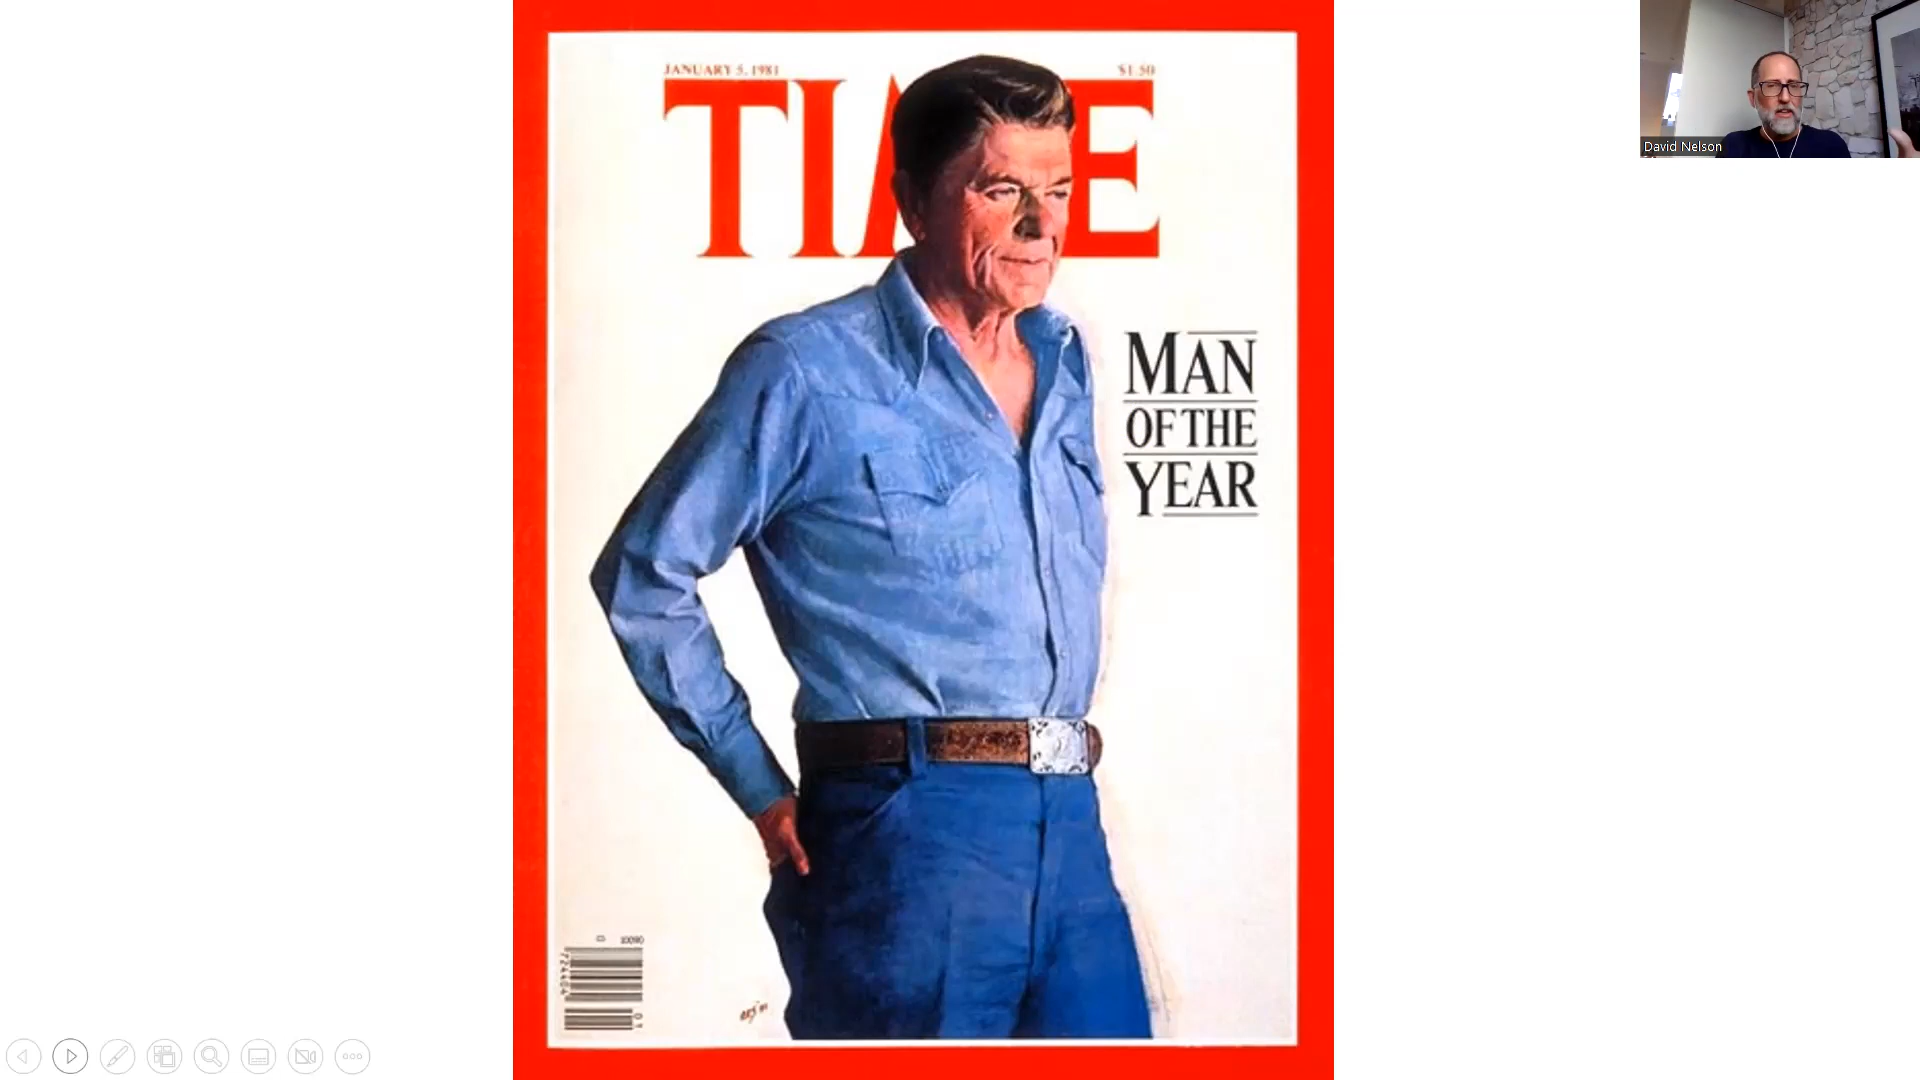 JANUARY 5, 1981
$1.50
TIME
MAN
OF THE
YEAR
David Nelson